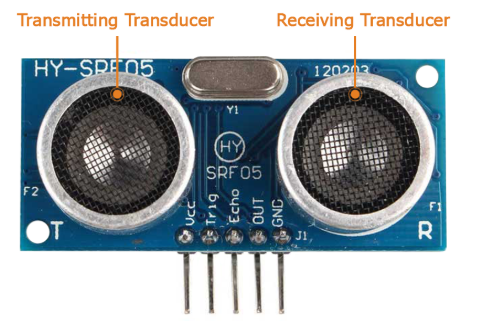 Transmitting Transducer
Receiving Transducer
HY-SRF05
120203
Y1
HY
SRF05
F2
F1
Vcc
Trig
Echo
OUT
GND
J1
T
R